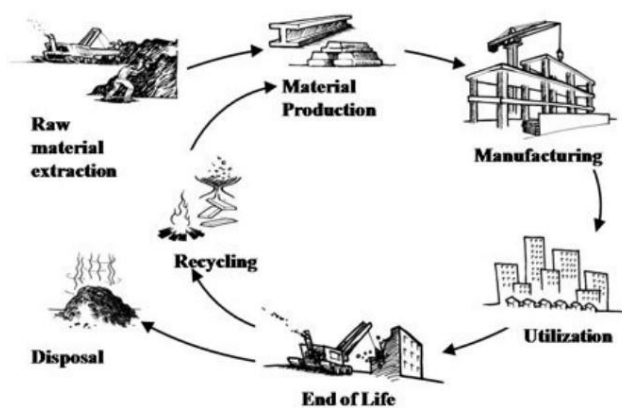 Raw
material
extraction
Material
Production
Manufacturing
Utilization
End of Life
Recycling
Disposal